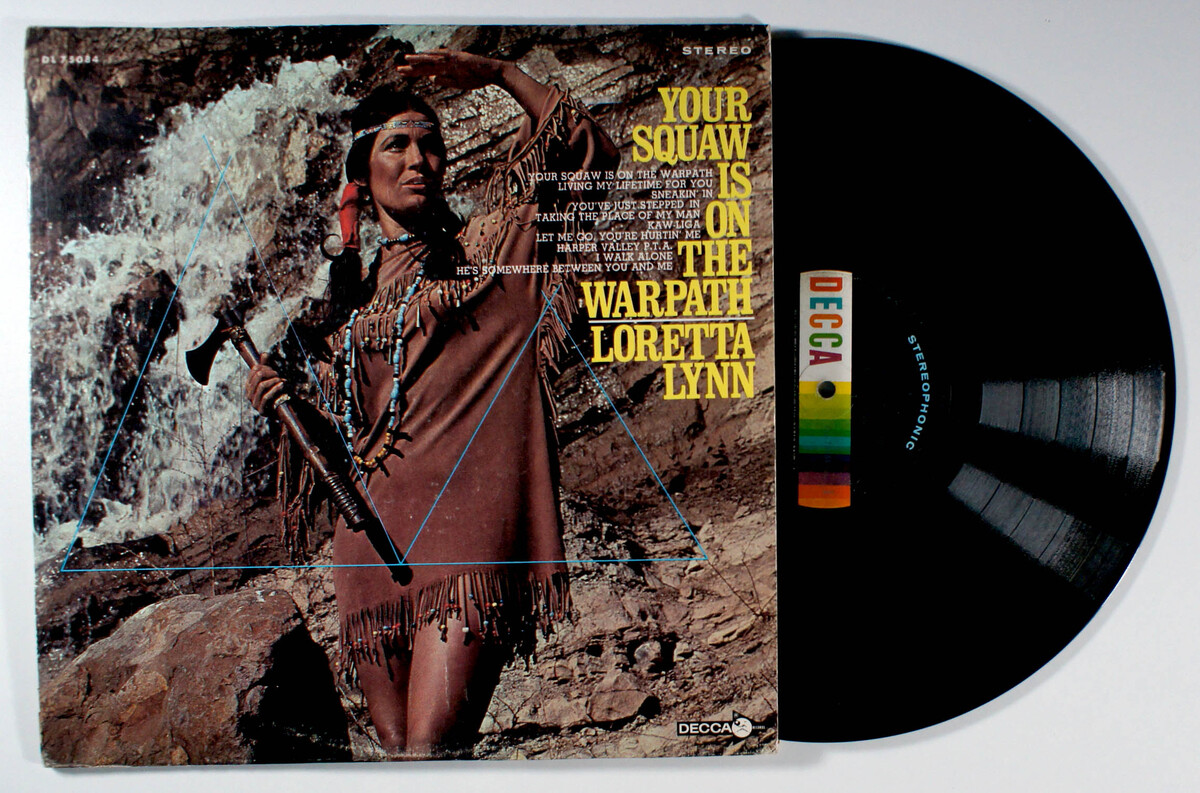 DL 75084
STEREO
YOUR
SQUAW
IS
ON
THE
WARPATH
LORETTA
LYNN
YOUR SQUAW IS ON THE WARPATH
LIVING MY LIFETIME FOR YOU
SNEAKIN' IN
YOU'VE JUST STEPPED IN
TAKING THE PLACE OF MY MAN
KAW-LIGA
LET ME GO, YOU'RE HURTIN' ME
HARPER VALLEY P.T.A.
I WALK ALONE
HE'S SOMEWHERE BETWEEN YOU AND ME
DECCA
DECCA
STEREOPHONIC